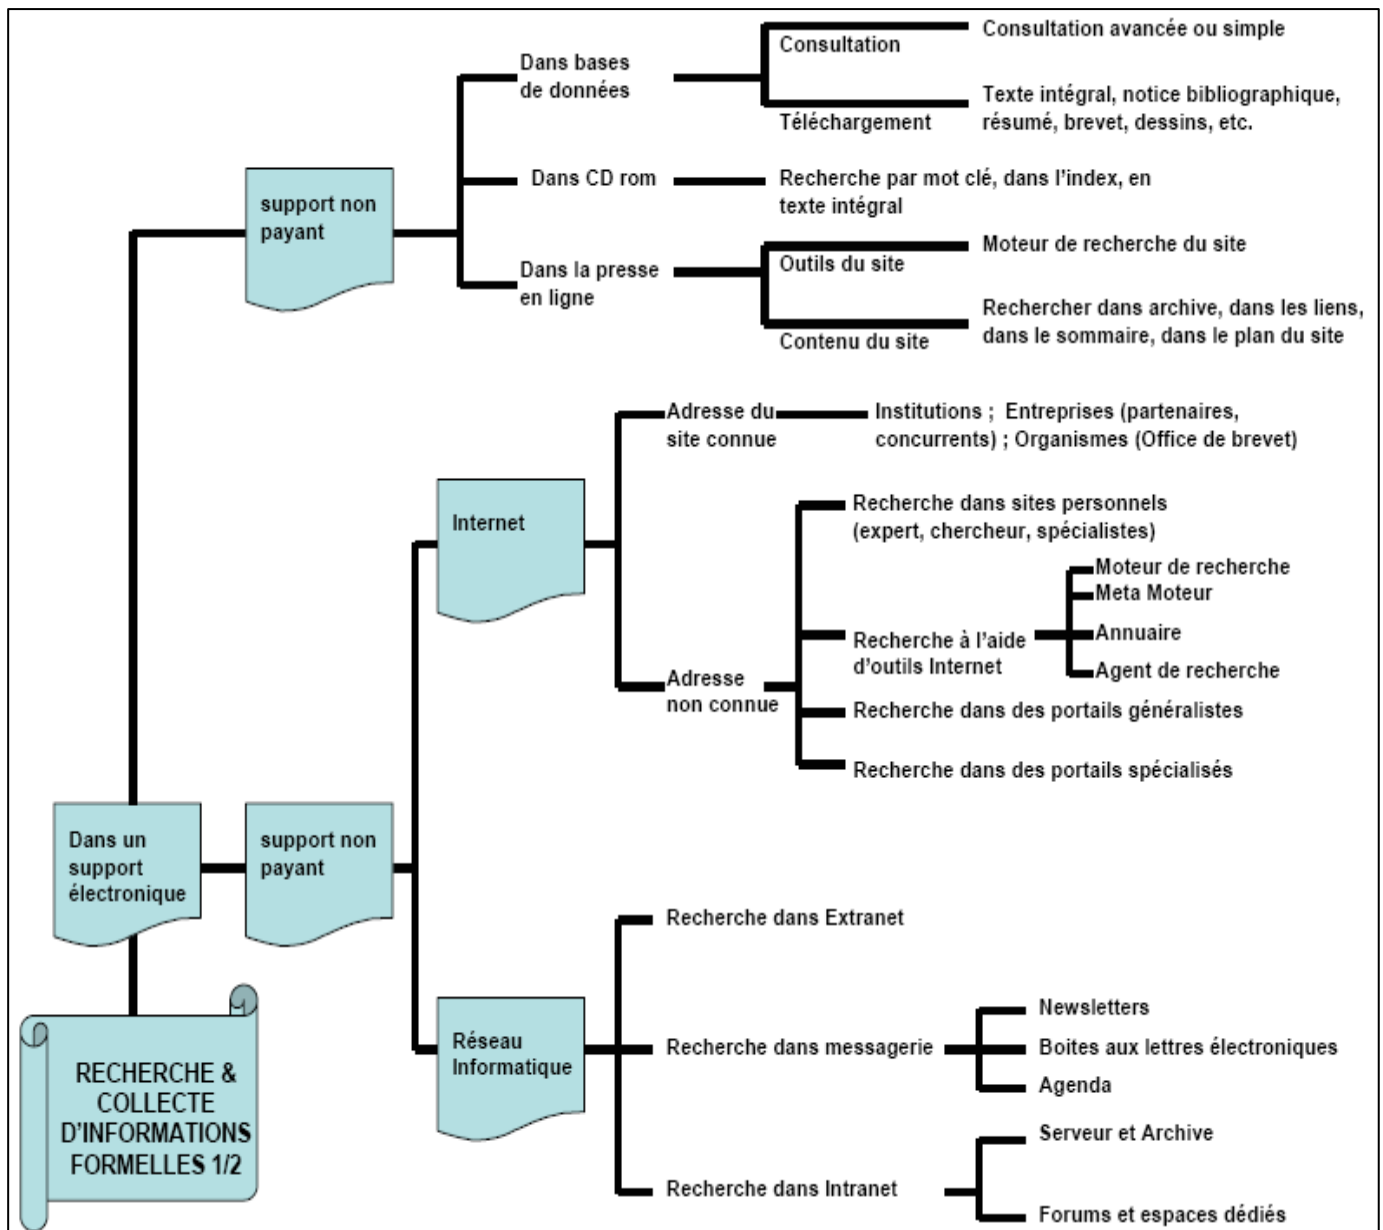 Consultation
Consultation avancée ou simple
Dans bases
de données
Téléchargement
Texte intégral, notice bibliographique,
résumé, brevet, dessins, etc.
support non
payant
Dans CD rom
Recherche par mot clé, dans l'index, en
texte intégral
Dans la presse
en ligne
Outils du site
Moteur de recherche du site
Contenu du site
Rechercher dans archive, dans les liens,
dans le sommaire, dans le plan du site
Adresse du
site connue
Institutions ; Entreprises (partenaires,
concurrents) ; Organismes (Office de brevet)
Internet
Recherche dans sites personnels
(expert, chercheur, spécialistes)
Adresse
non connue
Recherche à l'aide
d'outils Internet
Moteur de recherche
Meta Moteur
Annuaire
Agent de recherche
Recherche dans des portails généralistes
Recherche dans des portails spécialisés
Dans un
support
électronique
support non
payant
Réseau
Informatique
Recherche dans Extranet
Recherche dans messagerie
Newsletters
Boites aux lettres électroniques
Agenda
Recherche dans Intranet
Serveur et Archive
Forums et espaces dédiés
RECHERCHE &
COLLECTE
D'INFORMATIONS
FORMELLES 1/2